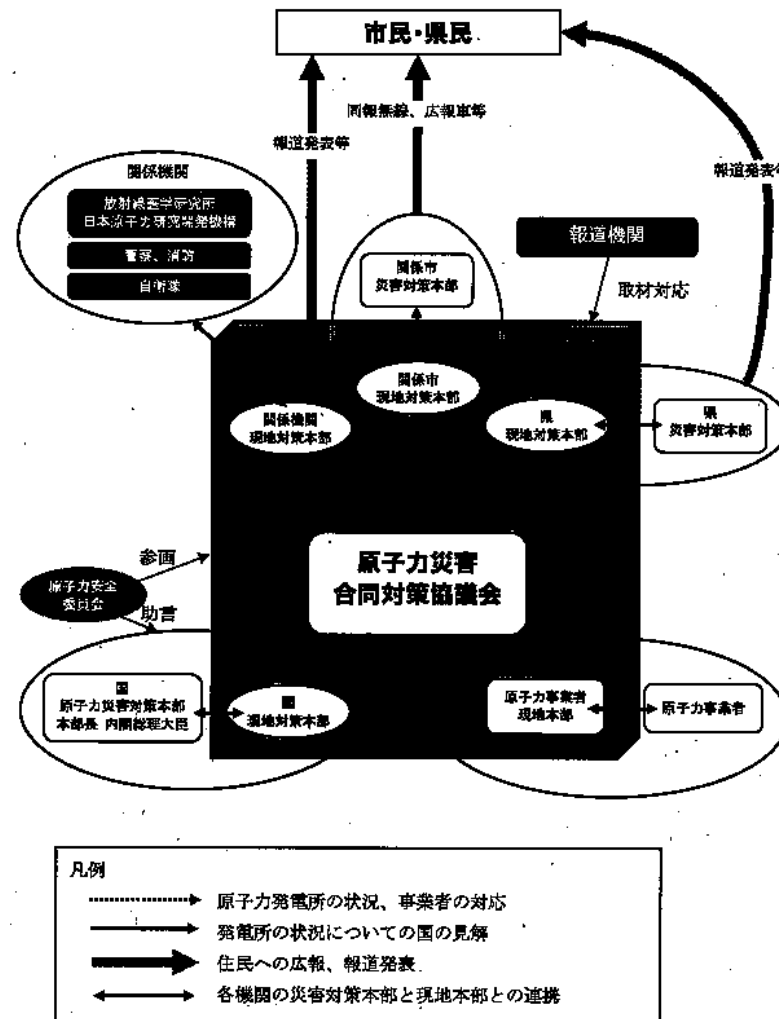 市民・県民
同報無線、広報車等
報道発表等
報道発表等
関係機関
放射線医学研究所
日本原子力研究開発機構
警察、消防
自衛隊
報道機関
関係市
災害対策本部
取材対応
関係市
現地対策本部
関係機関
現地対策本部
県
現地対策本部
県
災害対策本部
参画
原子力安全
委員会
助言
原子力災害
合同対策協議会
国
原子力災害対策本部
本部長 内閣総理大臣
国
現地対策本部
原子力事業者
現地本部
原子力事業者
凡例
原子力発電所の状況、事業者の対応
発電所の状況についての国の見解
住民への広報、報道発表
各機関の災害対策本部と現地本部との連携